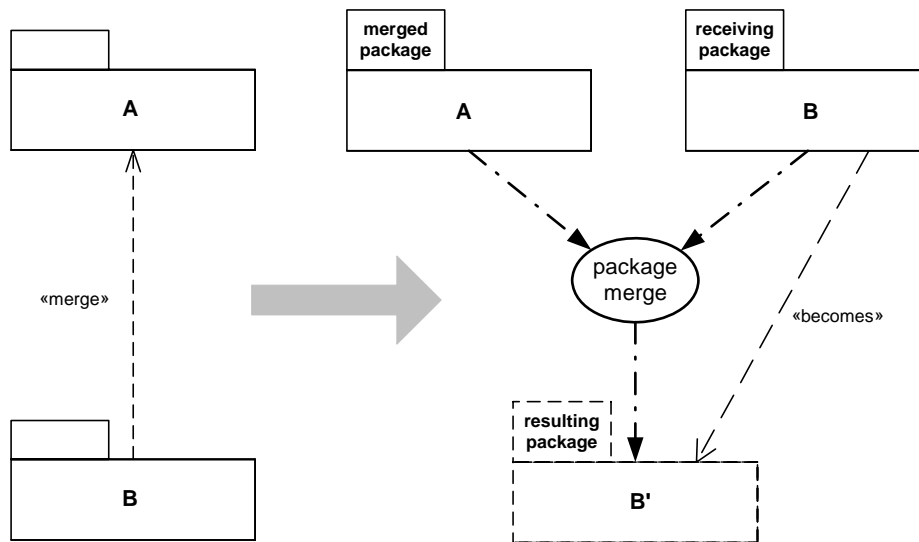 A
«merge»
B
merged
package
A
receiving
package
B
package
merge
«becomes»
resulting
package
B'